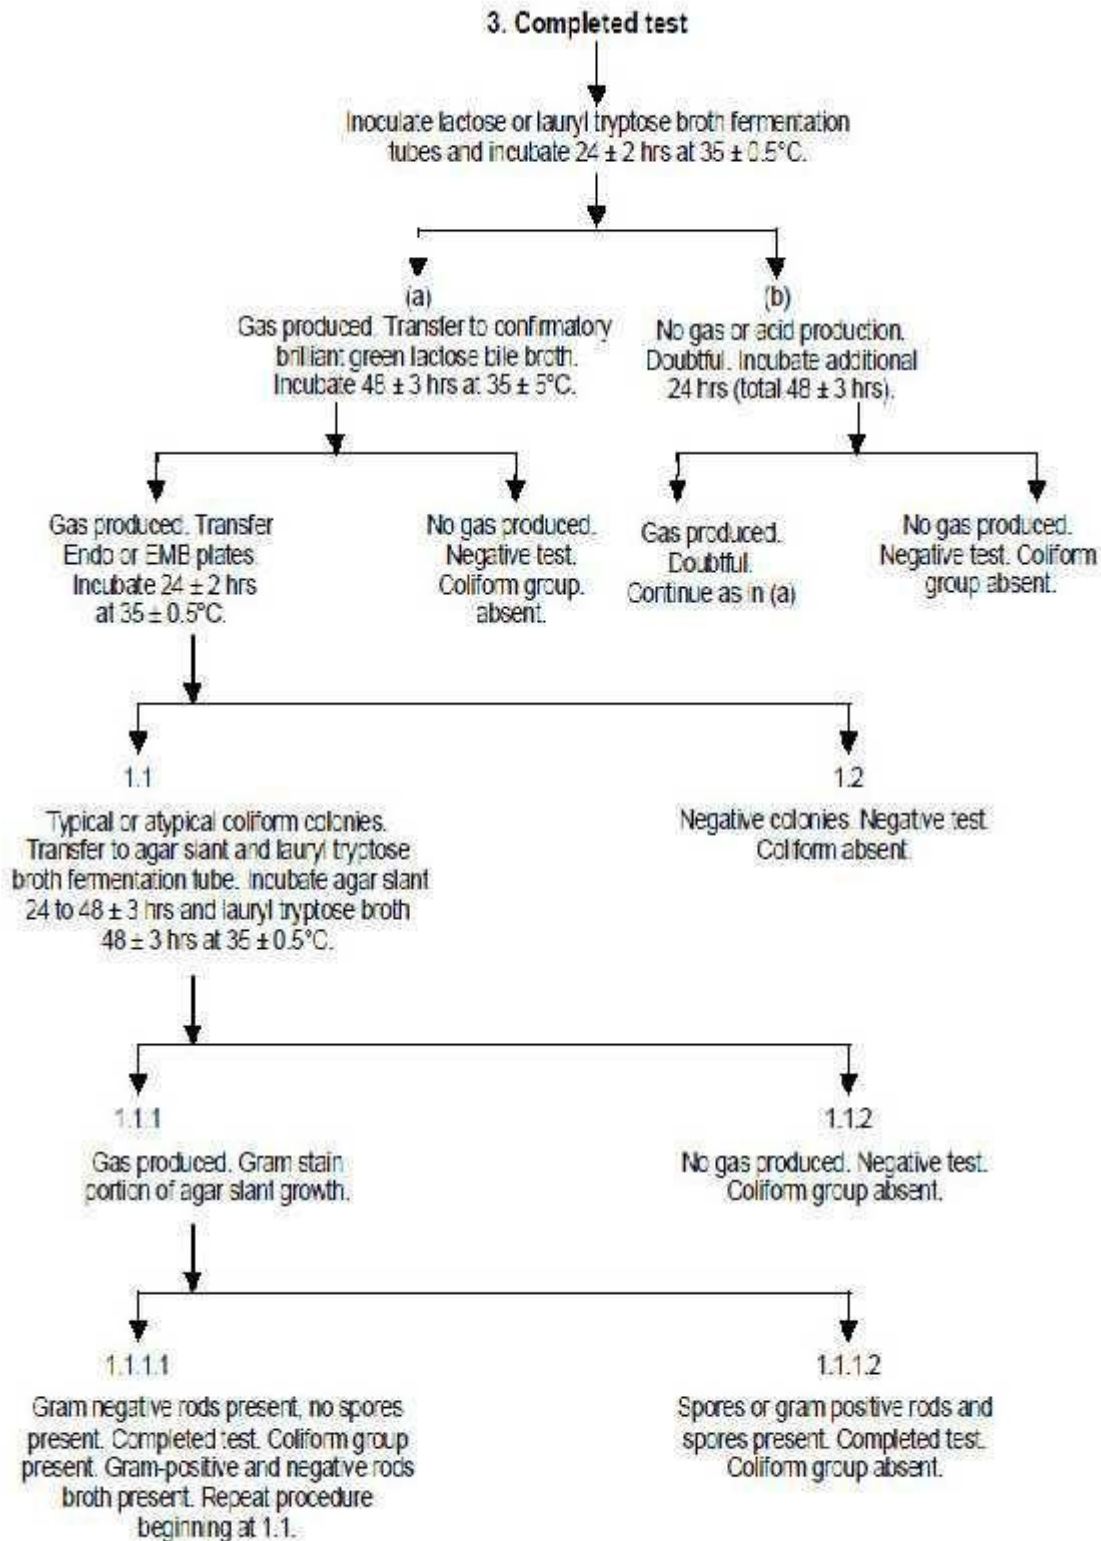 3. Completed test
Inoculate lactose or lauryl tryptose broth fermentation
tubes and incubate 24 ± 2 hrs at 35 ± 0.5°C.
(a)
Gas produced. Transfer to confirmatory
brilliant green lactose bile broth.
Incubate 48 ± 3 hrs at 35 ± 5°C.
(b)
No gas or acid production.
Doubtful. Incubate additional
24 hrs (total 48 ± 3 hrs).
Gas produced. Transfer
Endo or EMB plates.
Incubate 24 ± 2 hrs
at 35 ± 0.5°C.
No gas produced.
Negative test.
Coliform group.
absent.
Gas produced.
Doubtful.
Continue as in (a)
No gas produced.
Negative test. Coliform
group absent.
1.1
Typical or atypical coliform colonies.
Transfer to agar slant and lauryl tryptose
broth fermentation tube. Incubate agar slant
24 to 48 ± 3 hrs and lauryl tryptose broth
48 ± 3 hrs at 35 ± 0.5°C.
1.2
Negative colonies. Negative test.
Coliform absent.
1.1.1
Gas produced. Gram stain
portion of agar slant growth.
1.1.2
No gas produced. Negative test.
Coliform group absent.
1.1.1.1
Gram negative rods present, no spores
present. Completed test. Coliform group
present. Gram-positive and negative rods
broth present. Repeat procedure
beginning at 1.1.
1.1.1.2
Spores or gram positive rods and
spores present. Completed test.
Coliform group absent.